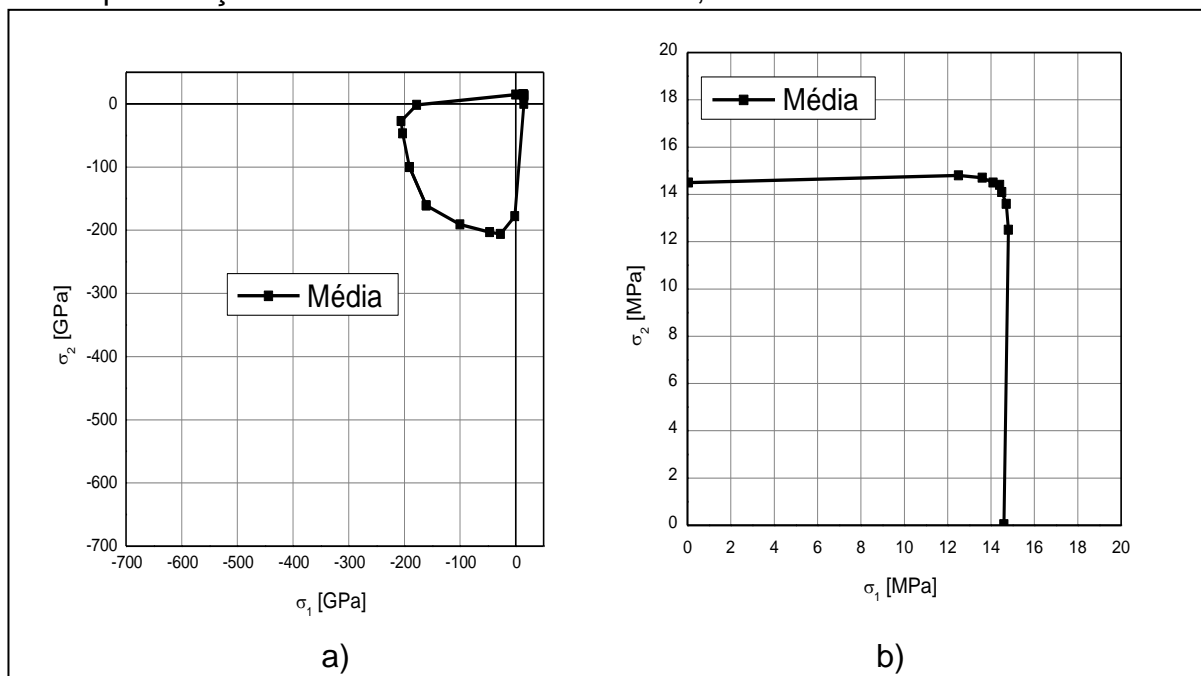 0
-100
-200
-300
-400
-500
-600
-700
σ2 [GPa]
Média
-700 -600 -500 -400 -300 -200 -100 0
σ1 [GPa]
a)
20
18
16
14
12
10
8
6
4
2
0
σ2 [MPa]
Média
0 2 4 6 8 10 12 14 16 18 20
σ1 [MPa]
b)